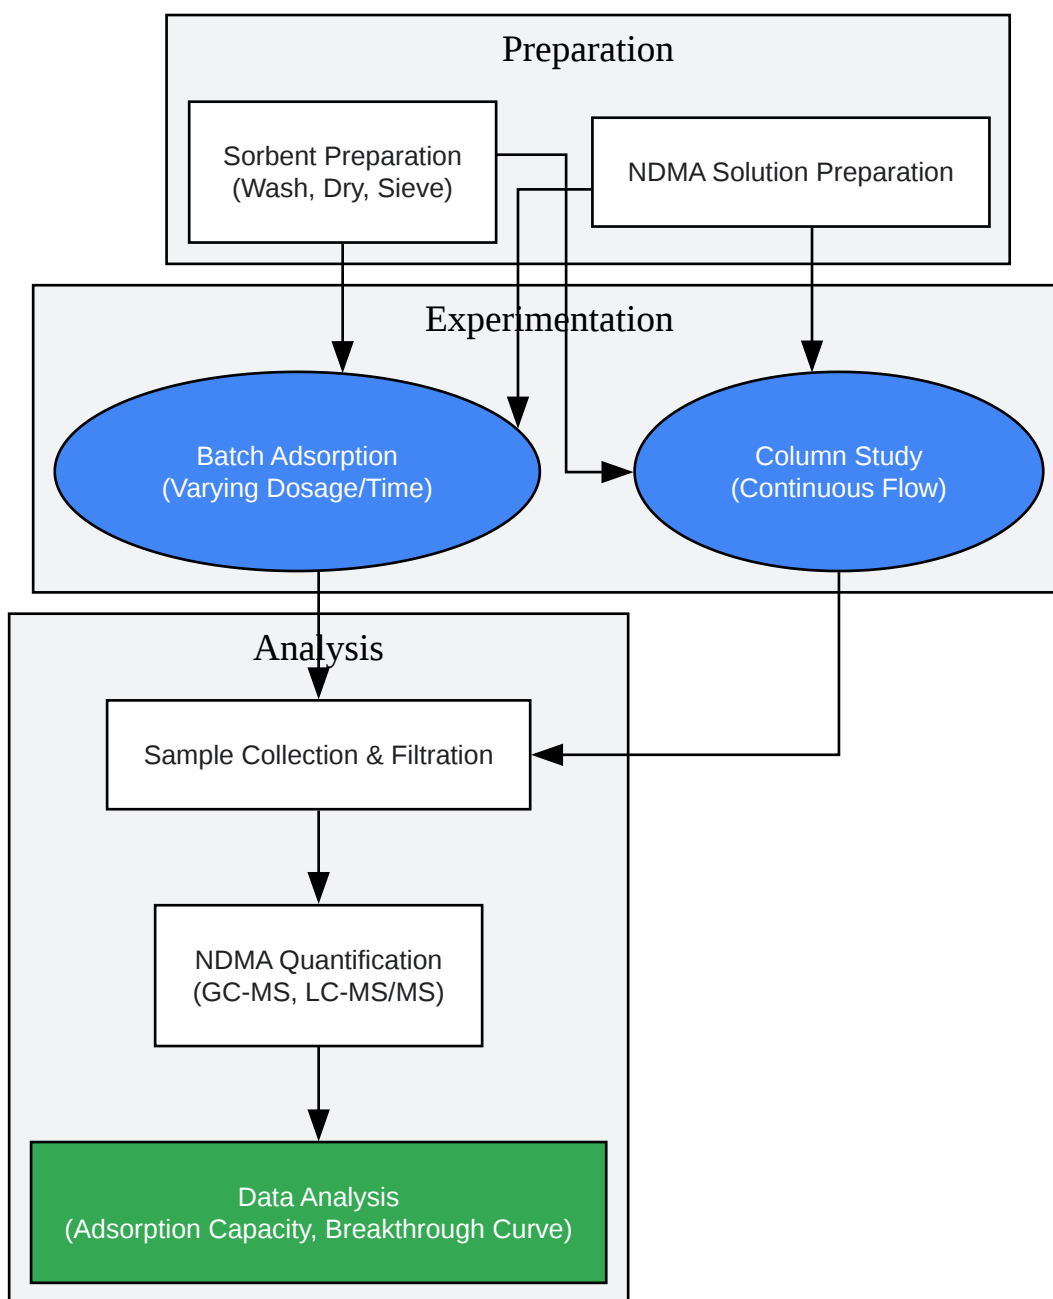 Preparation
Sorbent Preparation
(Wash, Dry, Sieve)
NDMA Solution Preparation
Experimentation
Batch Adsorption
(Varying Dosage/Time)
Column Study
(Continuous Flow)
Analysis
Sample Collection & Filtration
NDMA Quantification
(GC-MS, LC-MS/MS)
Data Analysis
(Adsorption Capacity, Breakthrough Curve)